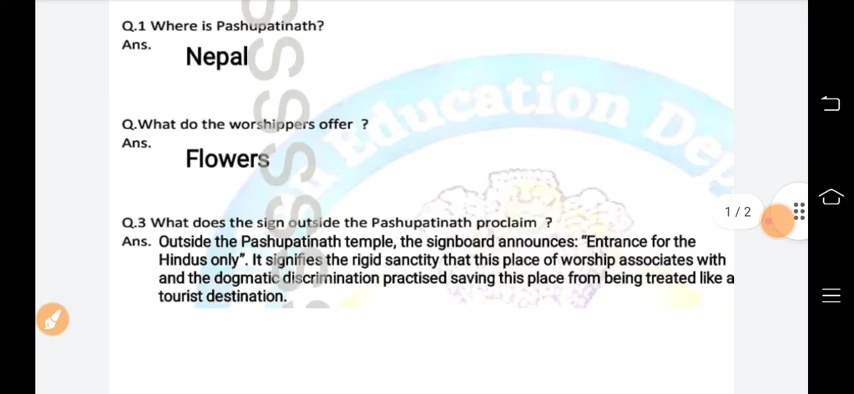 Q.1 Where is Pashupatinath?
Ans.
Nepal
Q.What do the worshippers offer ?
Ans.
Flowers
Q.3 What does the sign outside the Pashupatinath proclaim ?
1 / 2
Ans. Outside the Pashupatinath temple, the signboard announces: “Entrance for the
Hindus only”. It signifies the rigid sanctity that this place of worship associates with
and the dogmatic discrimination practised saving this place from being treated like a
tourist destination.
Education Dep
SSSSS